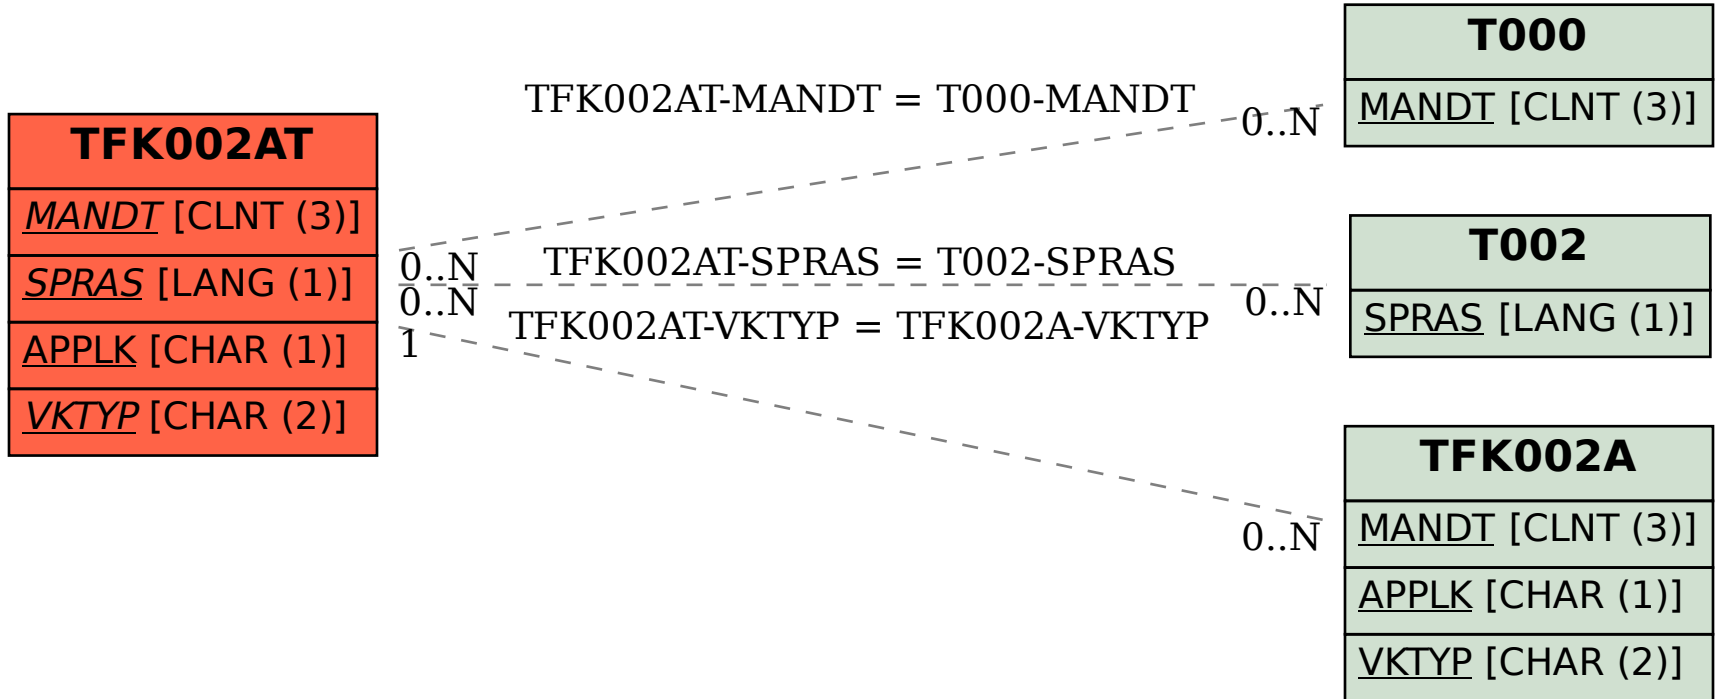 TFK002AT
MANDT [CLNT (3)]
SPRAS [LANG (1)]
APPLK [CHAR (1)]
VKTYP [CHAR (2)]
TFK002AT-MANDT = T000-MANDT
0..N
0..N
TFK002AT-SPRAS = T002-SPRAS
0..N
0..N
TFK002AT-VKTYP = TFK002A-VKTYP
1
0..N
T000
MANDT [CLNT (3)]
T002
SPRAS [LANG (1)]
TFK002A
MANDT [CLNT (3)]
APPLK [CHAR (1)]
VKTYP [CHAR (2)]